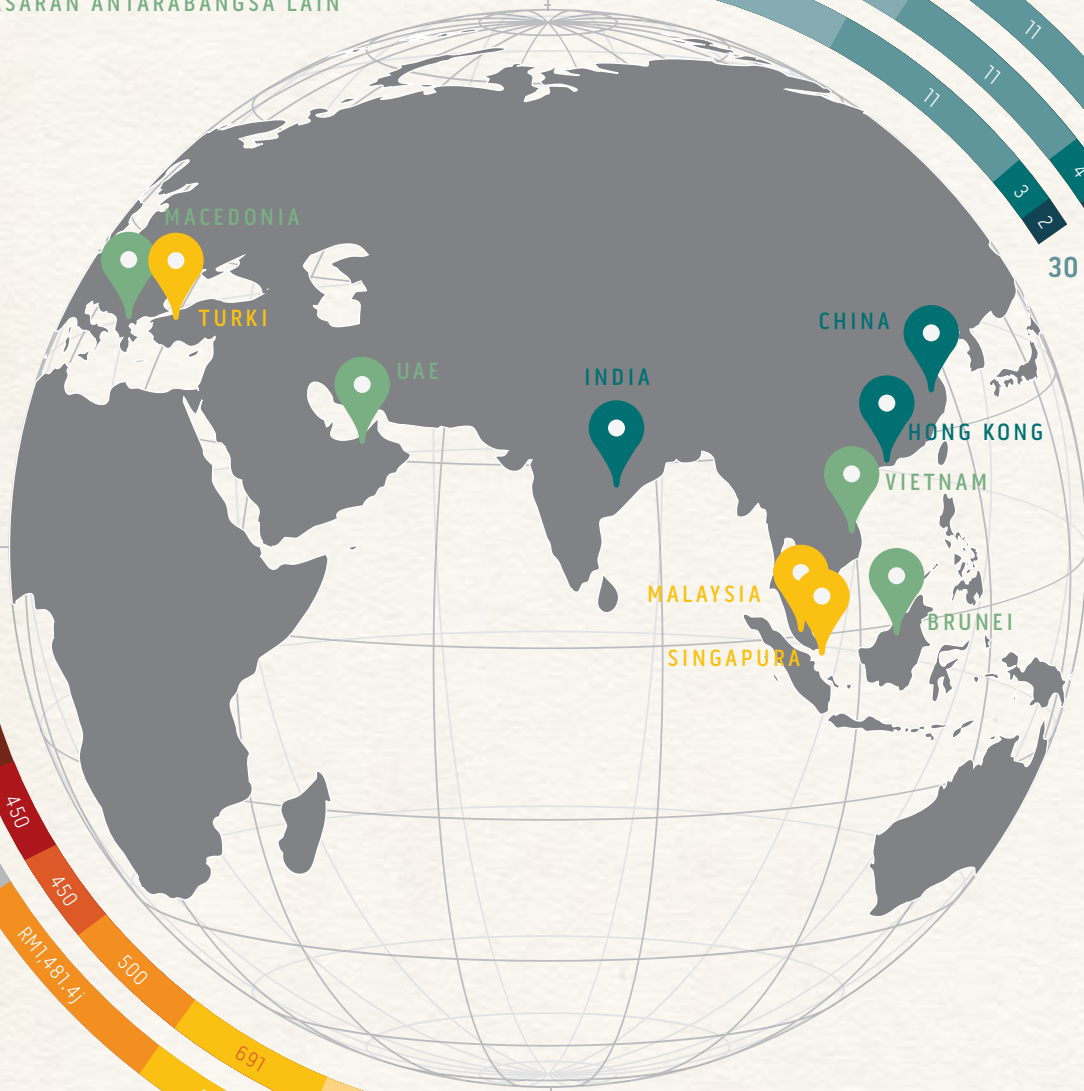 ASARAN ANTARABANGSA LAIN
11
11
11
4
3
2
30
MACEDONIA
TURKI
UAE
INDIA
CHINA
HONG KONG
VIETNAM
MALAYSIA
BRUNEI
SINGAPURA
450
450
500
691
RM1,481.4j